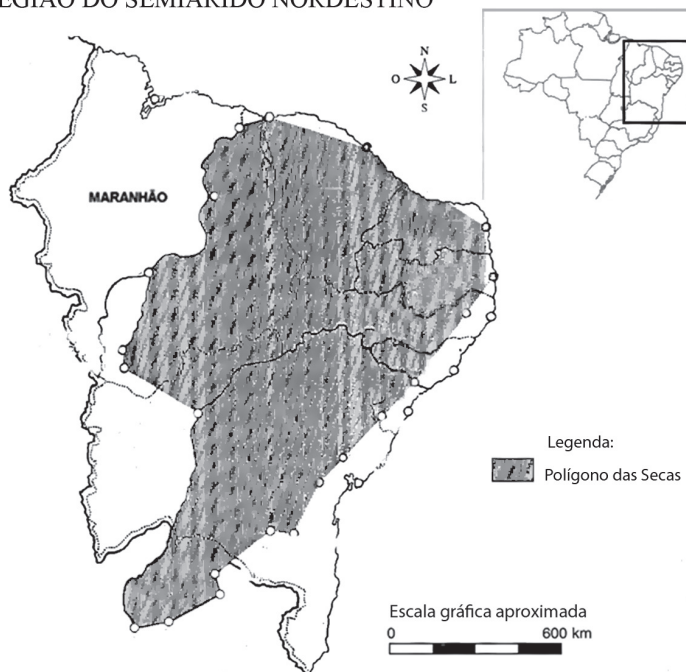 EGIÃO DO SEMIÁRIDO NORDESTINO
N
O L
S
MARANHÃO
Legenda:
Polígono das Secas
Escala gráfica aproximada
0 600 km